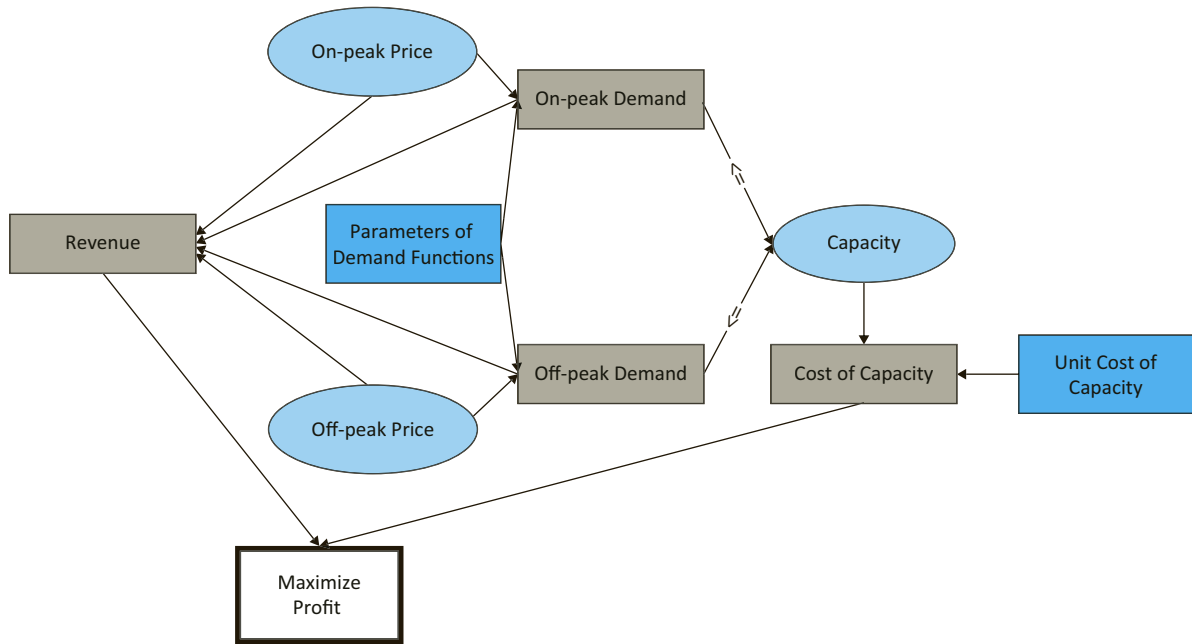 On-peak Price
On-peak Demand
Revenue
Parameters of
Demand Functions
Capacity
Off-peak Demand
Cost of Capacity
Unit Cost of
Capacity
Off-peak Price
Maximize
Profit